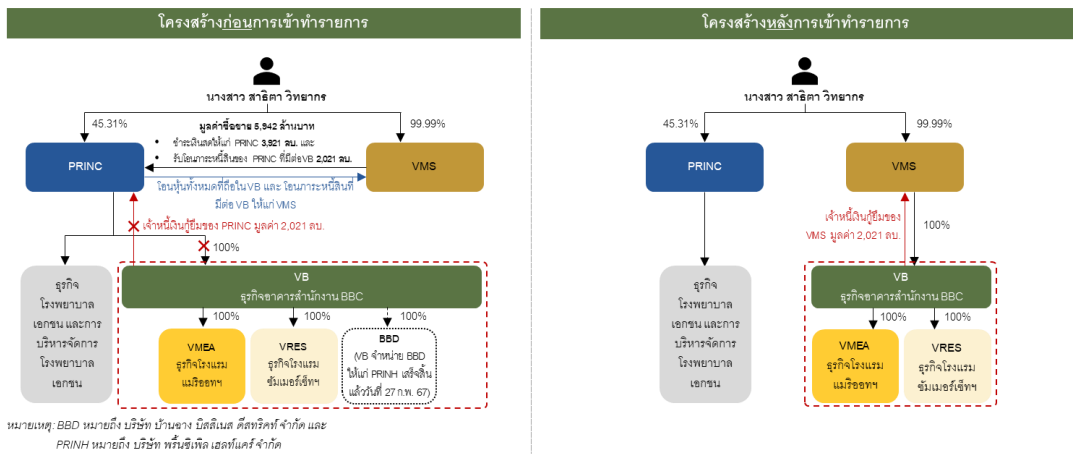 โครงสร้างก่อนการเข้าทำรายการ
นางสาว สาธิตา วิทยากร
45.31%
มูลค่าซื้อขาย 5,942 ล้านบาท
99.99%
• ชำระเงินสดให้แก่ PRINC 3,921 ลบ. และ
• รับโอนภาระหนี้สินของ PRINC ที่มีต่อ VB 2,021 ลบ.
PRINC
VMS
โอนหุ้นทั้งหมดที่ถือใน VB และ โอนภาระหนี้สินที่
มีต่อ VB ให้แก่ VMS
เจ้าหนี้เงินกู้ยืมของ PRINC มูลค่า 2,021 ลบ.
100%
ธุรกิจ
โรงพยาบาล
เอกชน และการ
บริหารจัดการ
โรงพยาบาล
เอกชน
VB
ธุรกิจอาคารสำนักงาน BBC
100%
100%
100%
VMEA
ธุรกิจโรงแรม
แมริออทฯ
VRES
ธุรกิจโรงแรม
ซัมเมอร์เซ็ทฯ
BBD
(VB จำหน่าย BBD
ให้แก่ PRINH เสร็จสิ้น
แล้ววันที่ 27 ก.พ. 67)
หมายเหตุ: BBD หมายถึง บริษัท บ้านฉาง บิสสิเนส ดีสทริคท์ จำกัด และ
PRINH หมายถึง บริษัท พริ้นซิเพิล เฮลท์แคร์ จำกัด
โครงสร้างหลังการเข้าทำรายการ
นางสาว สาธิตา วิทยากร
45.31%
99.99%
PRINC
VMS
เจ้าหนี้เงินกู้ยืมของ
VMS มูลค่า 2,021 ลบ.
100%
ธุรกิจ
โรงพยาบาล
เอกชน และการ
บริหารจัดการ
โรงพยาบาล
เอกชน
VB
ธุรกิจอาคารสำนักงาน BBC
100%
100%
VMEA
ธุรกิจโรงแรม
แมริออทฯ
VRES
ธุรกิจโรงแรม
ซัมเมอร์เซ็ทฯ